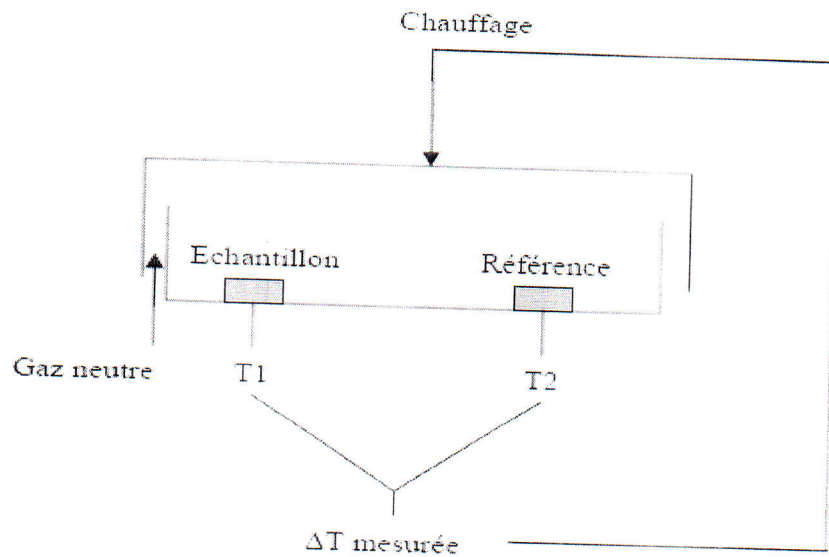 Chauffage
Echantillon
Référence
Gaz neutre
T1
T2
ΔT mesurée